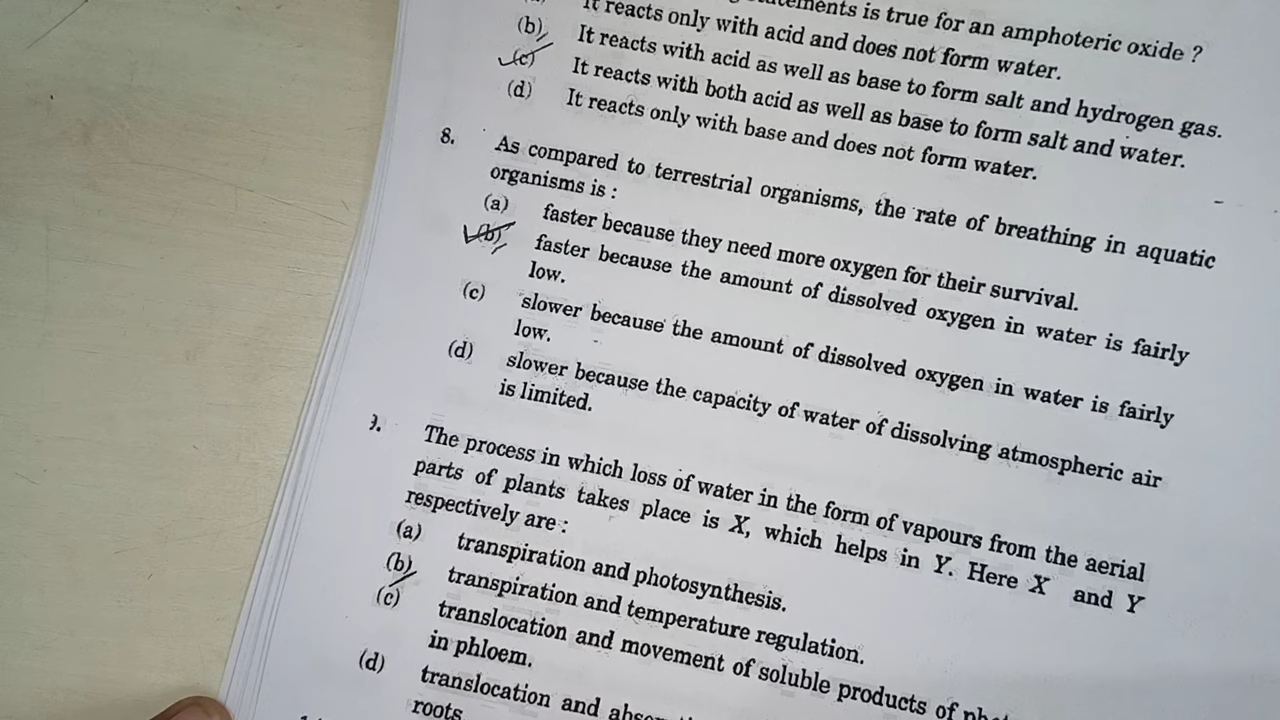 ements is true for an amphoteric oxide ?
It reacts only with acid and does not form water.
(b) It reacts with acid as well as base to form salt and hydrogen gas.
(c) It reacts with both acid as well as base to form salt and water.
(d) It reacts only with base and does not form water.
8. As compared to terrestrial organisms, the rate of breathing in aquatic
organisms is :
(a) faster because they need more oxygen for their survival.
(b) faster because the amount of dissolved oxygen in water is fairly
low.
(c) slower because the amount of dissolved oxygen in water is fairly
low.
(d) slower because the capacity of water of dissolving atmospheric air
is limited.
The process in which loss of water in the form of vapours from the aerial
parts of plants takes place is X, which helps in Y. Here X and Y
respectively are :
(a) transpiration and photosynthesis.
(b) transpiration and temperature regulation.
(c) translocation and movement of soluble products of
in phloem.
(d) translocation and
roots